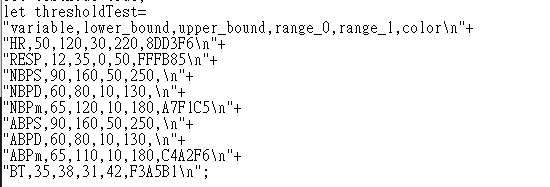 let thresholdTest=
"variable,lower_bound,upper_bound,range_0,range_1,color\n"+
"HR,50,120,30,220,8DD3F6\n"+
"RESP,12,35,0,50,FFFB85\n"+
"NBPS,90,160,50,250,\n"+
"NBPD,60,80,10,130,\n"+
"NBPm,65,120,10,180,A7F1C5\n"+
"ABPS,90,160,50,250,\n"+
"ABPD,60,80,10,130,\n"+
"ABPm,65,110,10,180,C4A2F6\n"+
"BT,35,38,31,42,F3A5B1\n";